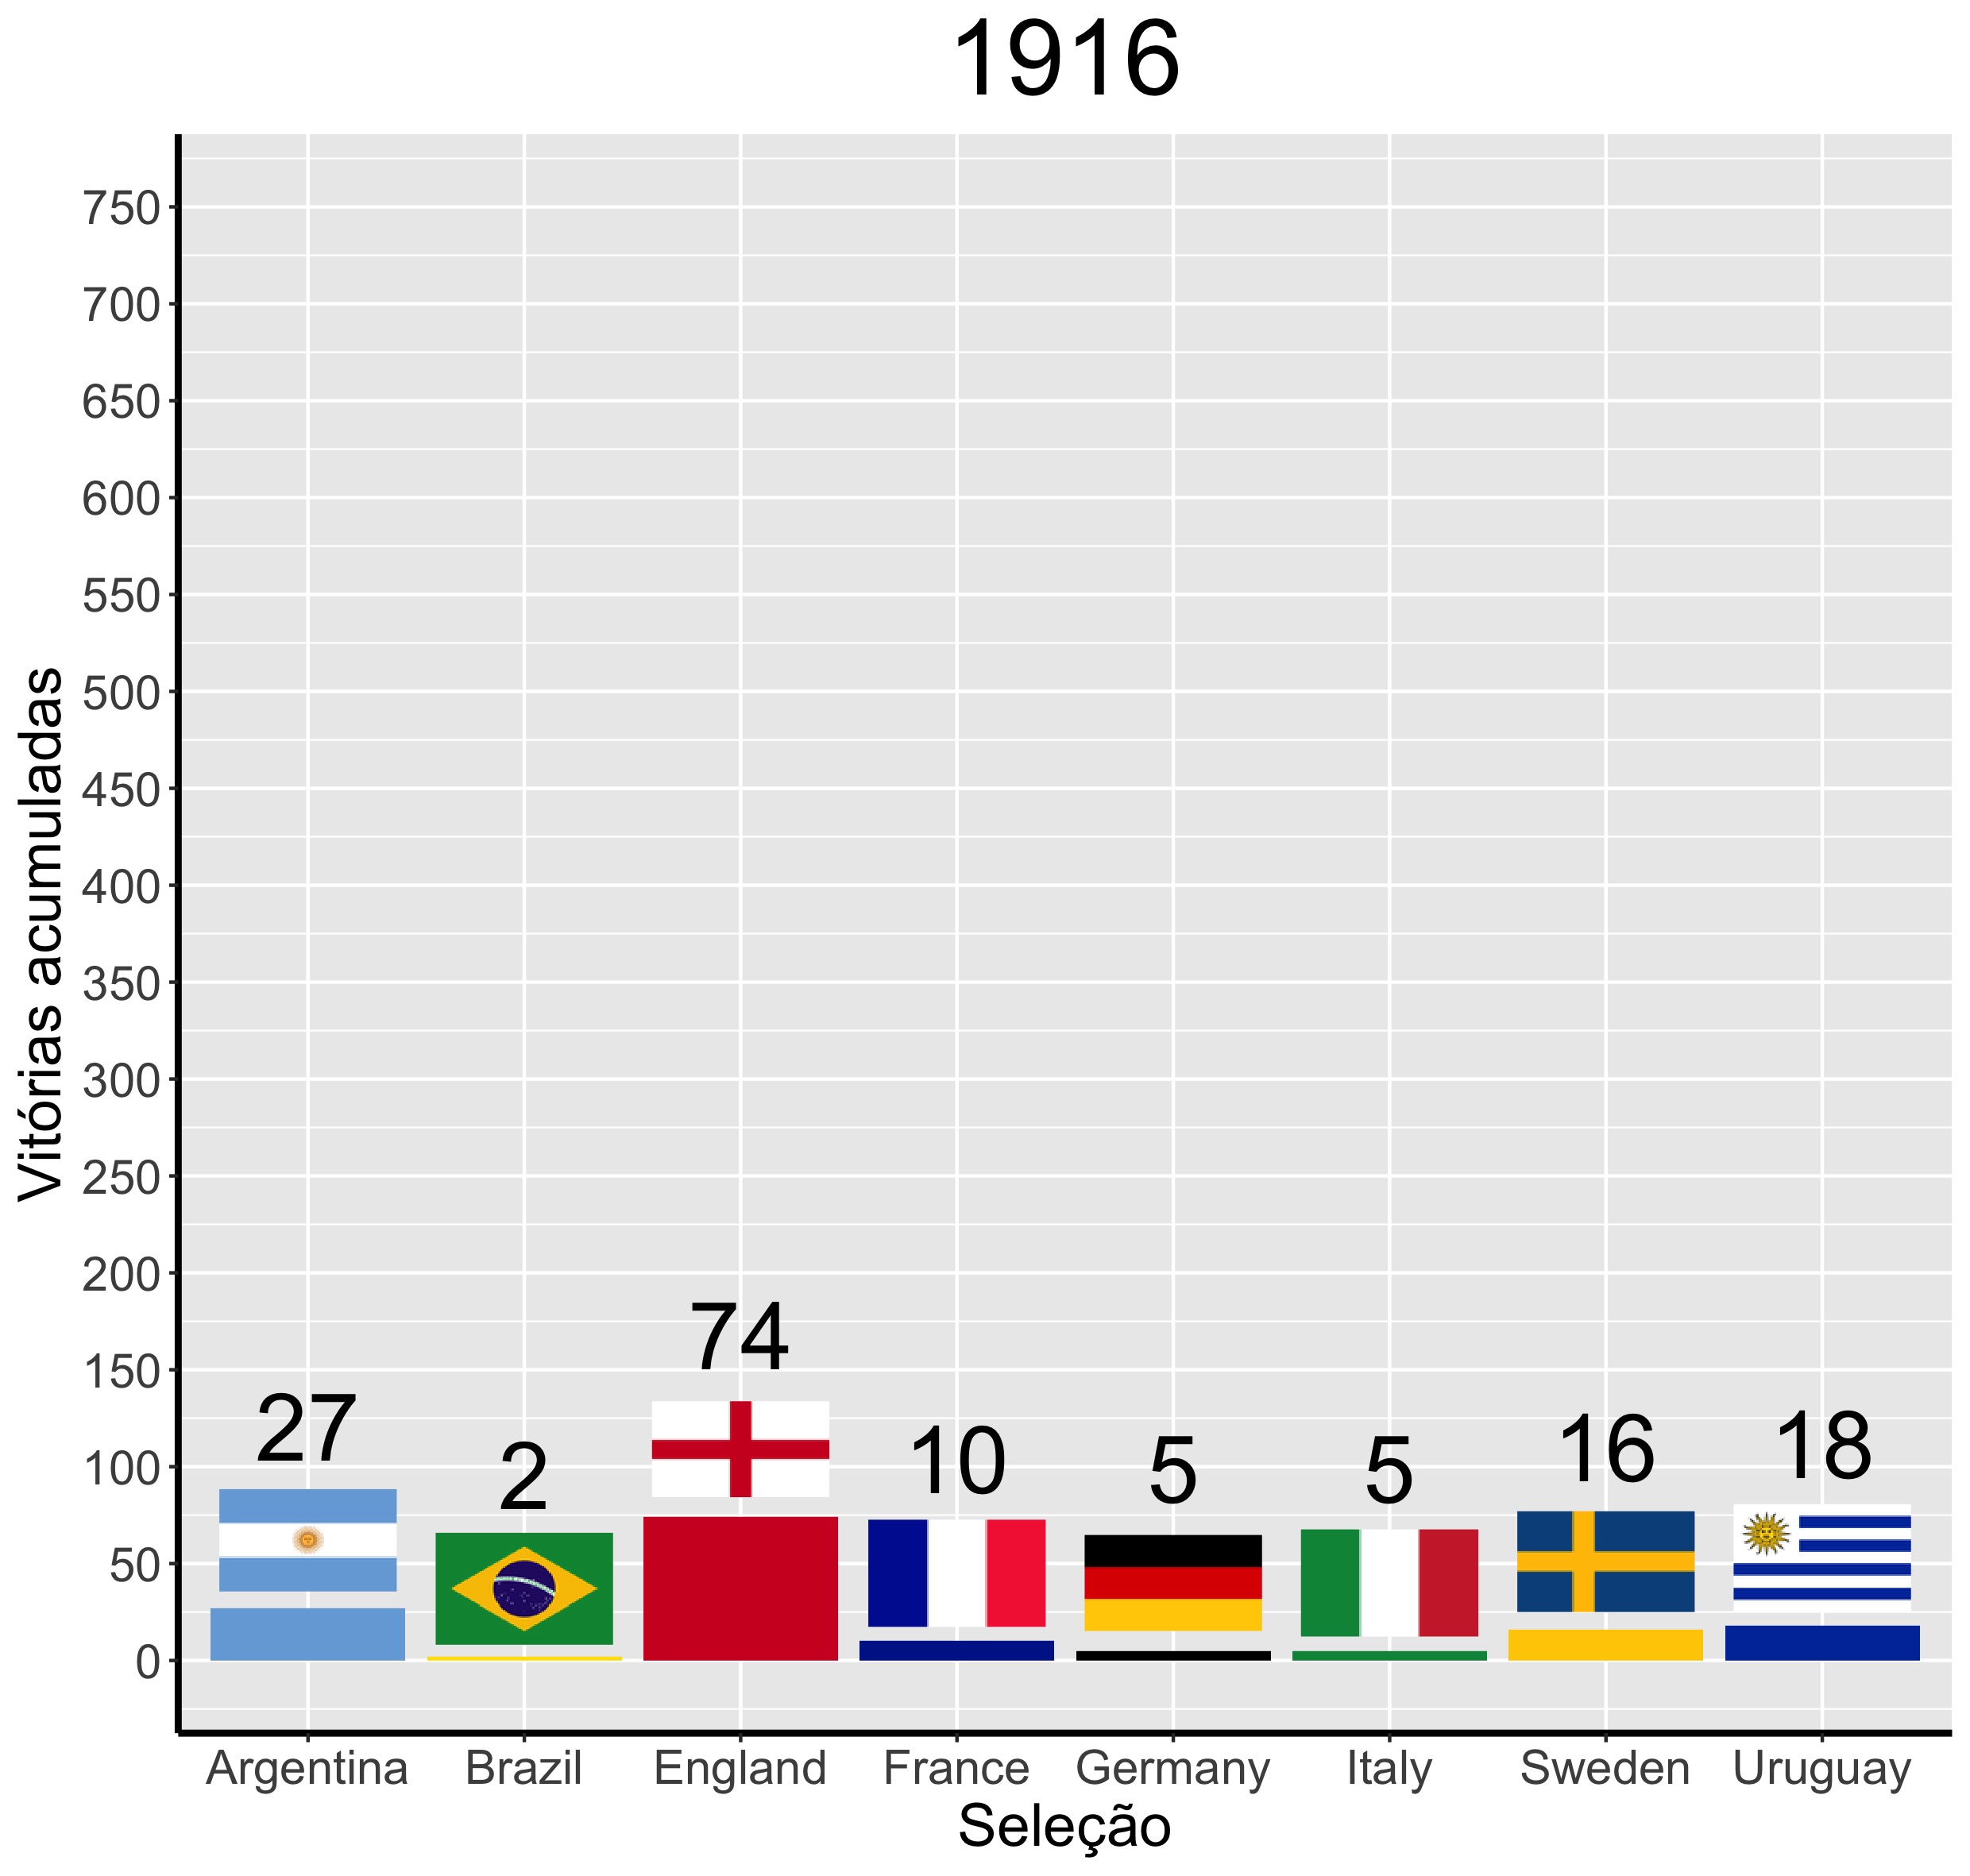 1916
Vitórias acumuladas
750
700
650
600
550
500
450
400
350
300
250
200
150
100
50
0
27
2
74
10
5
5
16
18
Argentina
Brazil
England
France
Germany
Italy
Sweden
Uruguay
Seleção